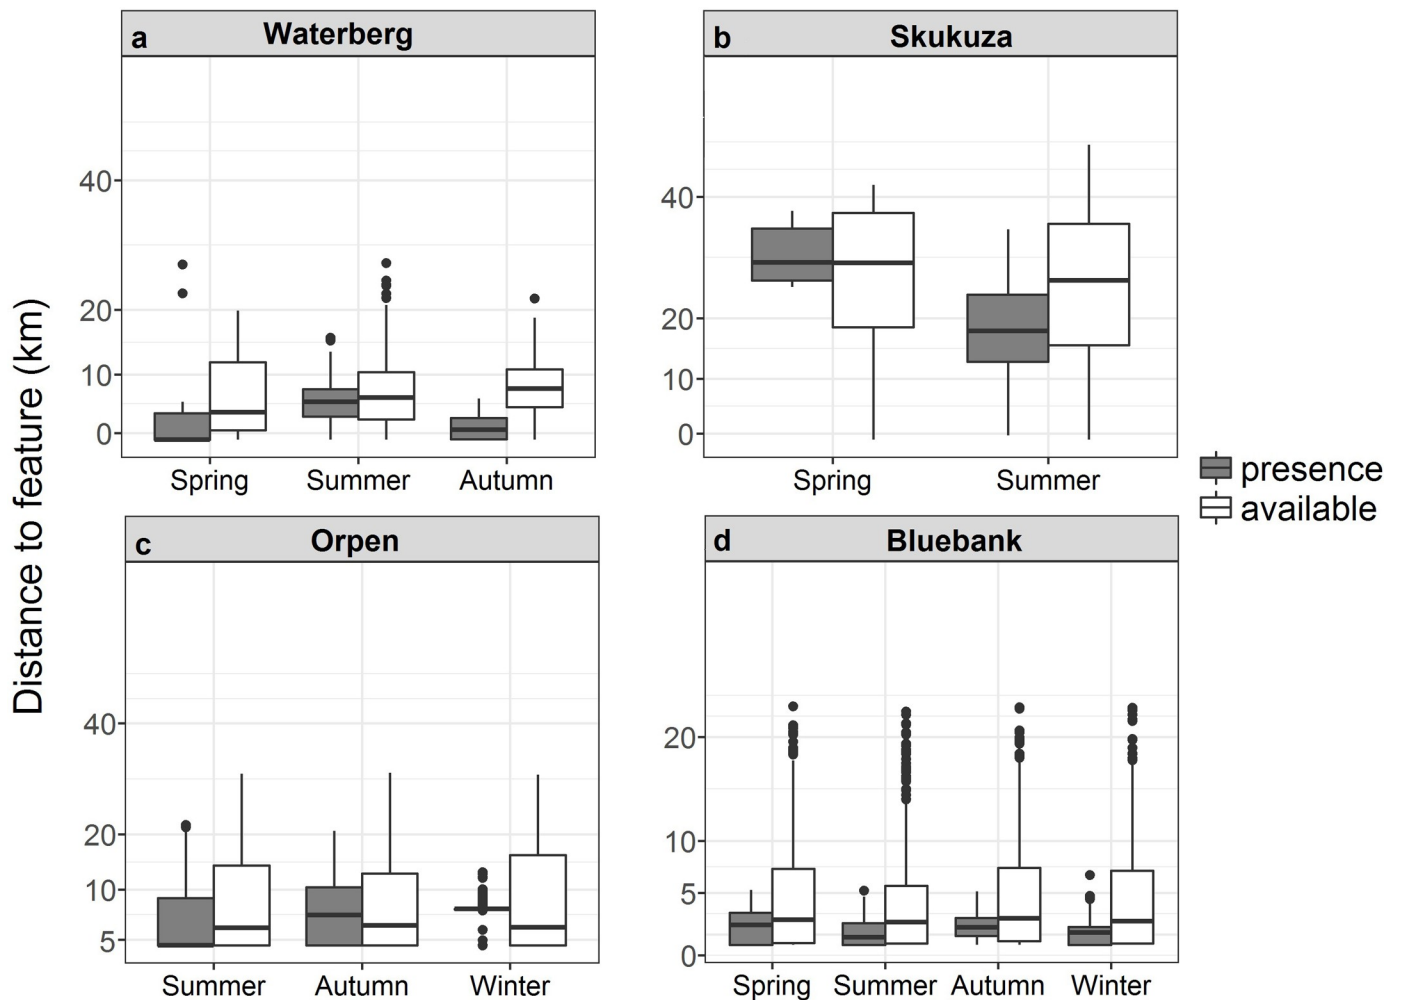 a Waterberg
b Skukuza
Distance to feature (km)
40
20
10
0
Spring Summer Autumn
40
20
10
0
Spring Summer
presence
available
c Orpen
d Bluebank
40
20
10
5
Summer Autumn Winter
20
10
5
0
Spring Summer Autumn Winter